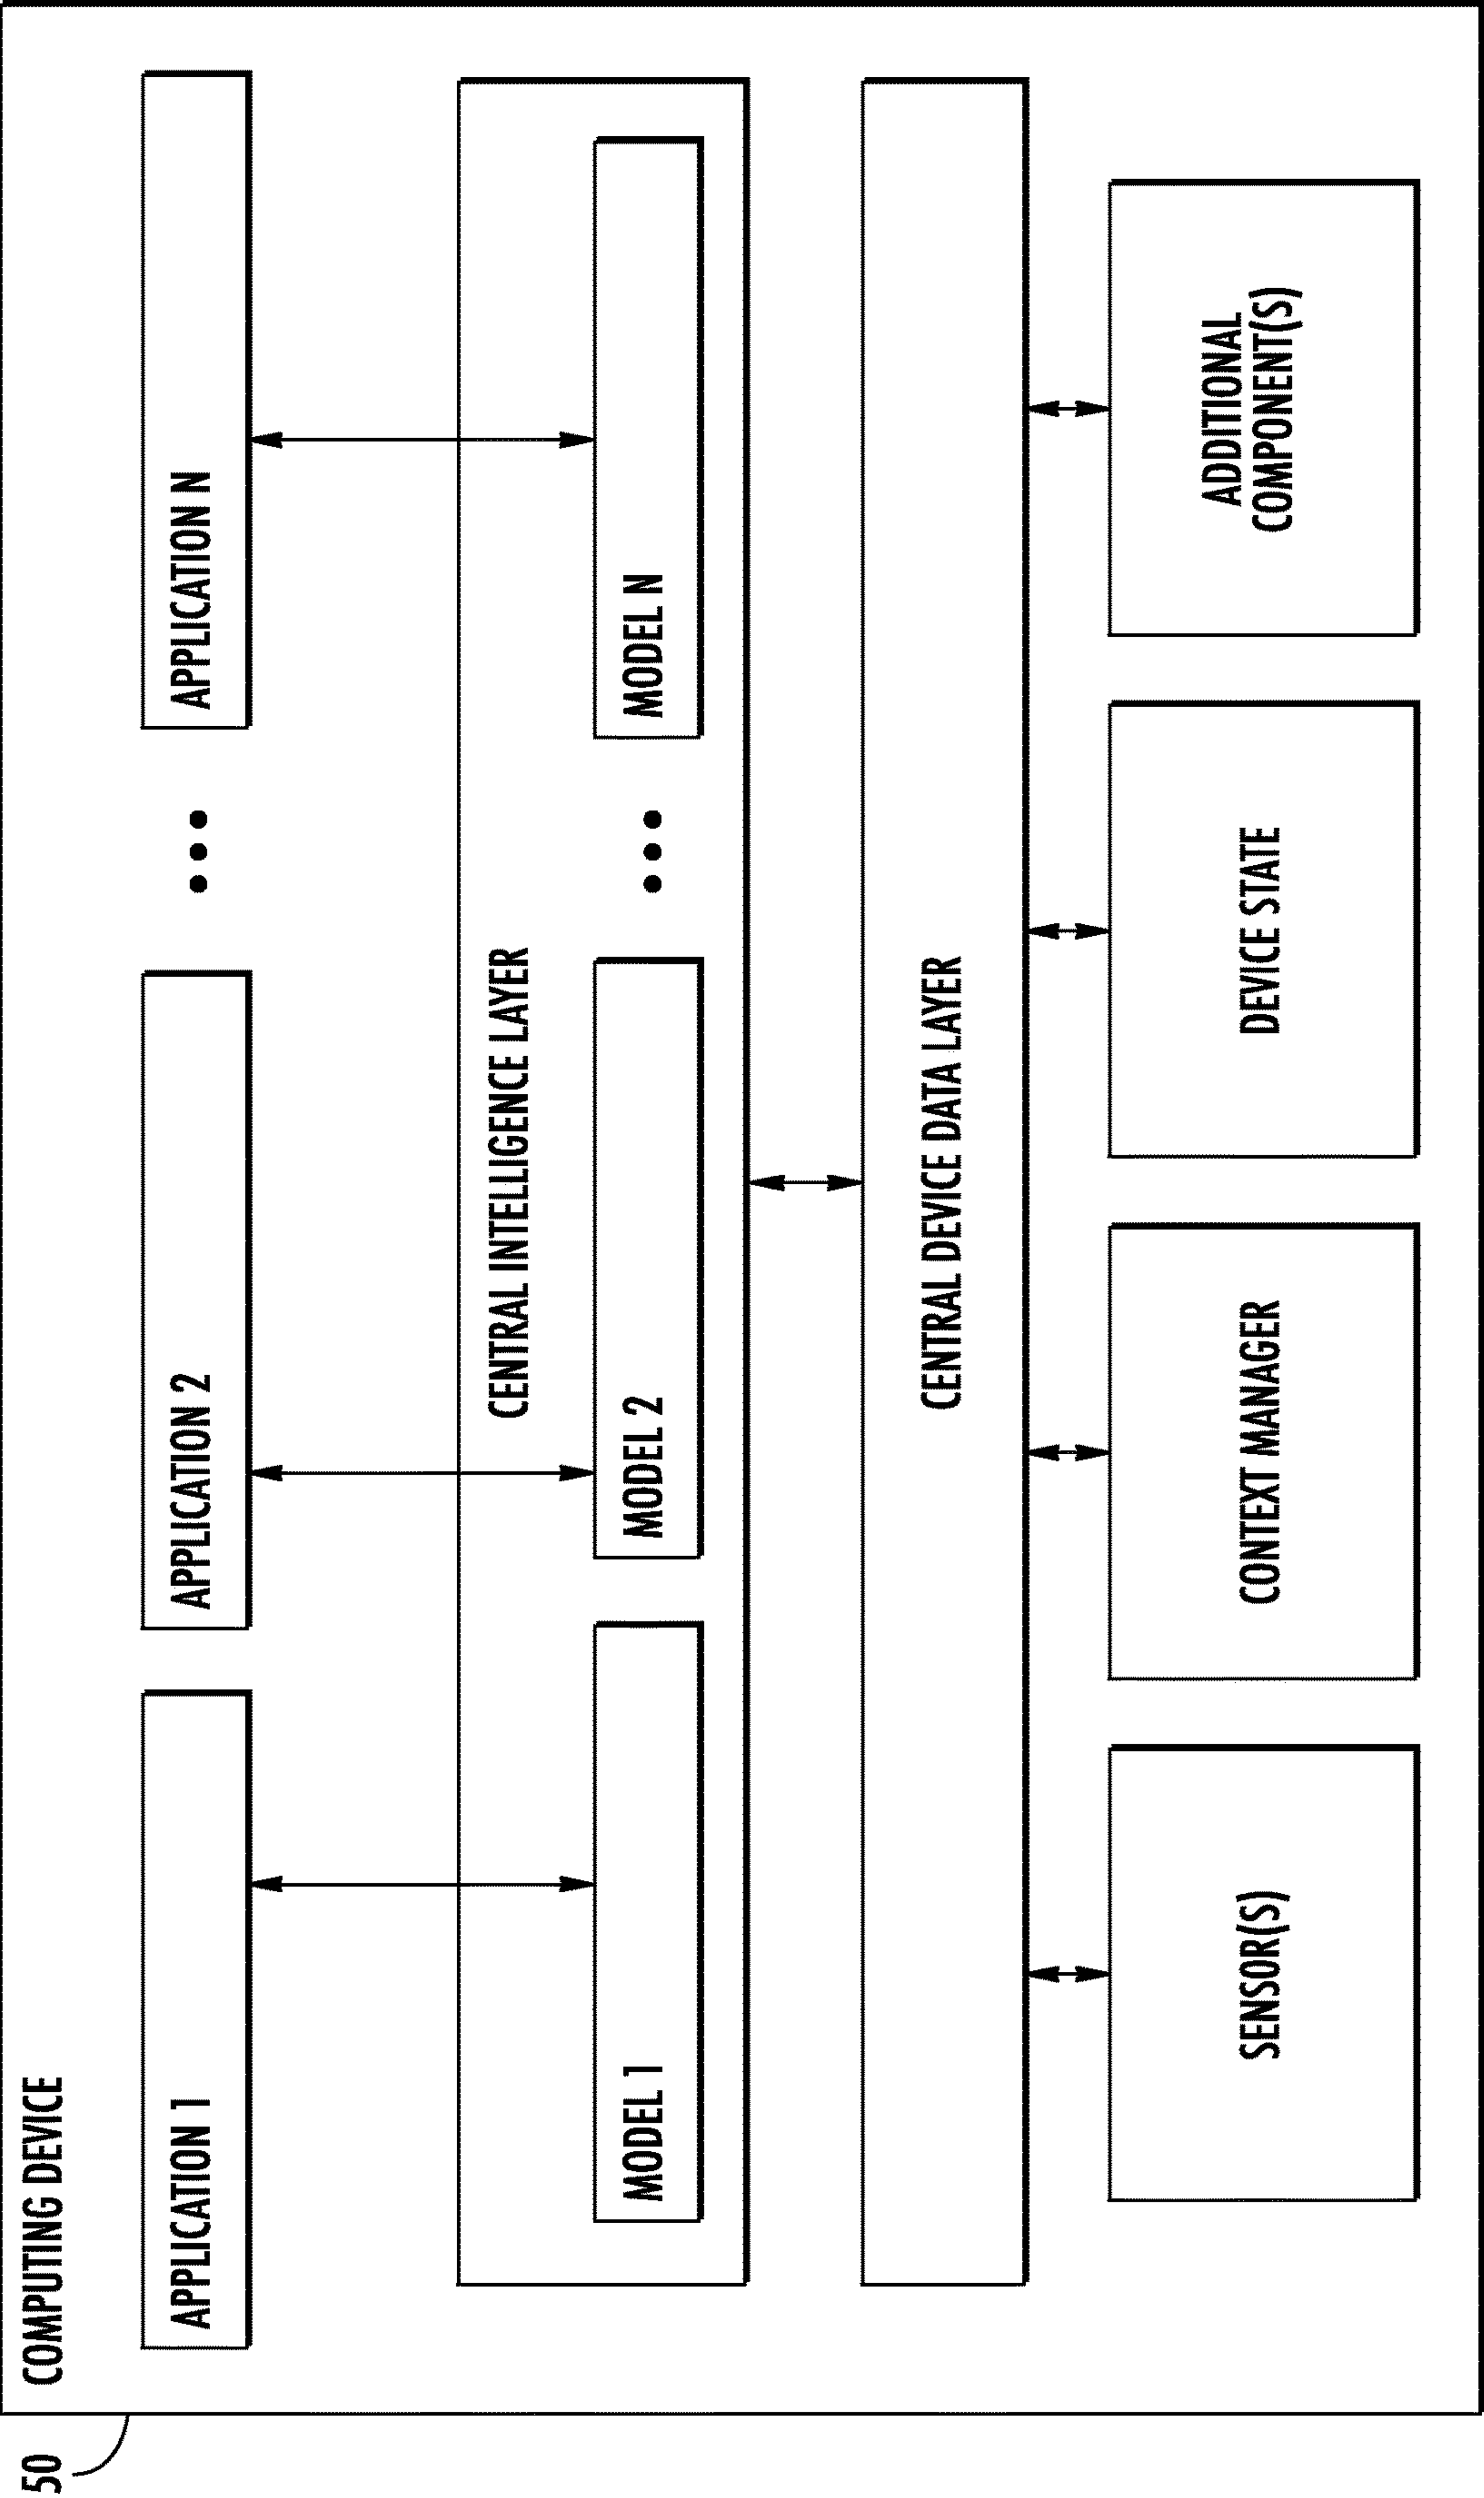 50
COMPUTING DEVICE
APPLICATION 1
APPLICATION 2
APPLICATION N
CENTRAL INTELLIGENCE LAYER
MODEL 1
MODEL 2
MODEL N
CENTRAL DEVICE DATA LAYER
SENSOR(S)
CONTEXT MANAGER
DEVICE STATE
ADDITIONAL
COMPONENT(S)